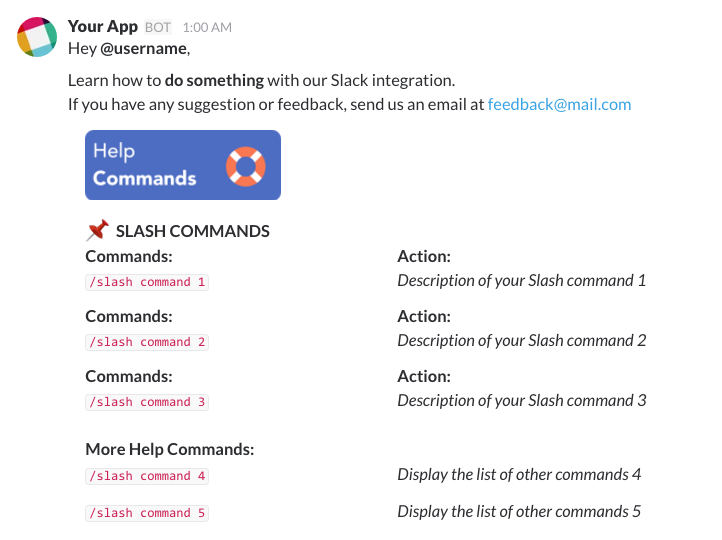 Your App BOT 1:00 AM
Hey @username,
Learn how to do something with our Slack integration.
If you have any suggestion or feedback, send us an email at feedback@mail.com
Help
Commands
SLASH COMMANDS
Commands: Action:
/slash command 1 Description of your Slash command 1
Commands: Action:
/slash command 2 Description of your Slash command 2
Commands: Action:
/slash command 3 Description of your Slash command 3
More Help Commands:
/slash command 4 Display the list of other commands 4
/slash command 5 Display the list of other commands 5